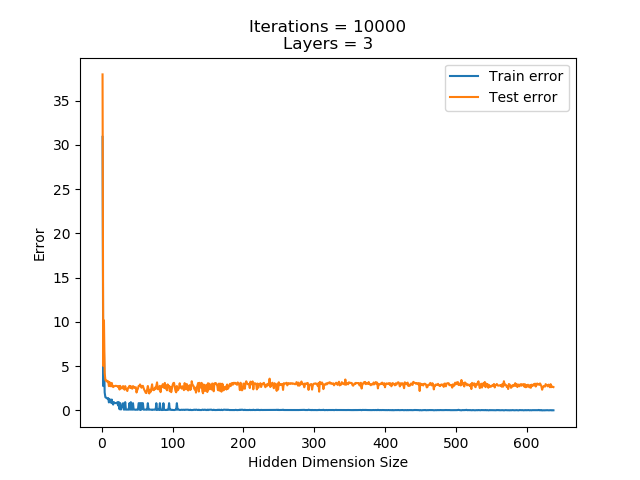 Iterations = 10000
Layers = 3
Train error
Test error
35
30
25
20
15
10
5
0
Error
0 100 200 300 400 500 600
Hidden Dimension Size